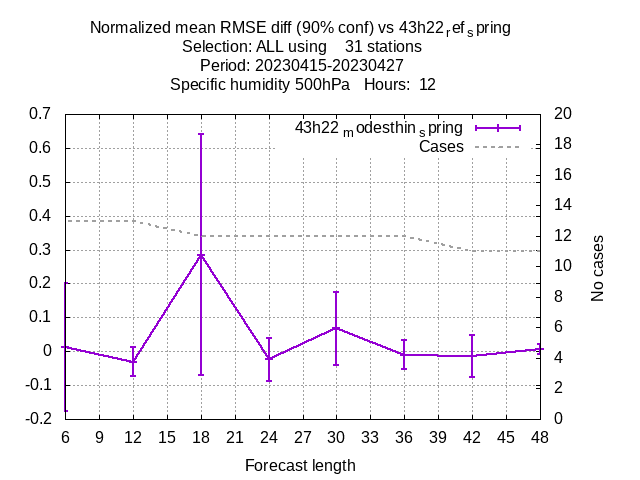 Normalized mean RMSE diff (90% conf) vs 43h22refspring
Selection: ALL using 31 stations
Period: 20230415-20230427
Specific humidity 500hPa Hours: 12
0.7
0.6
0.5
0.4
0.3
0.2
0.1
0
-0.1
-0.2
43h22modesthinspring
Cases
20
18
16
14
12
10
8
6
4
2
0
No cases
6 9 12 15 18 21 24 27 30 33 36 39 42 45 48
Forecast length